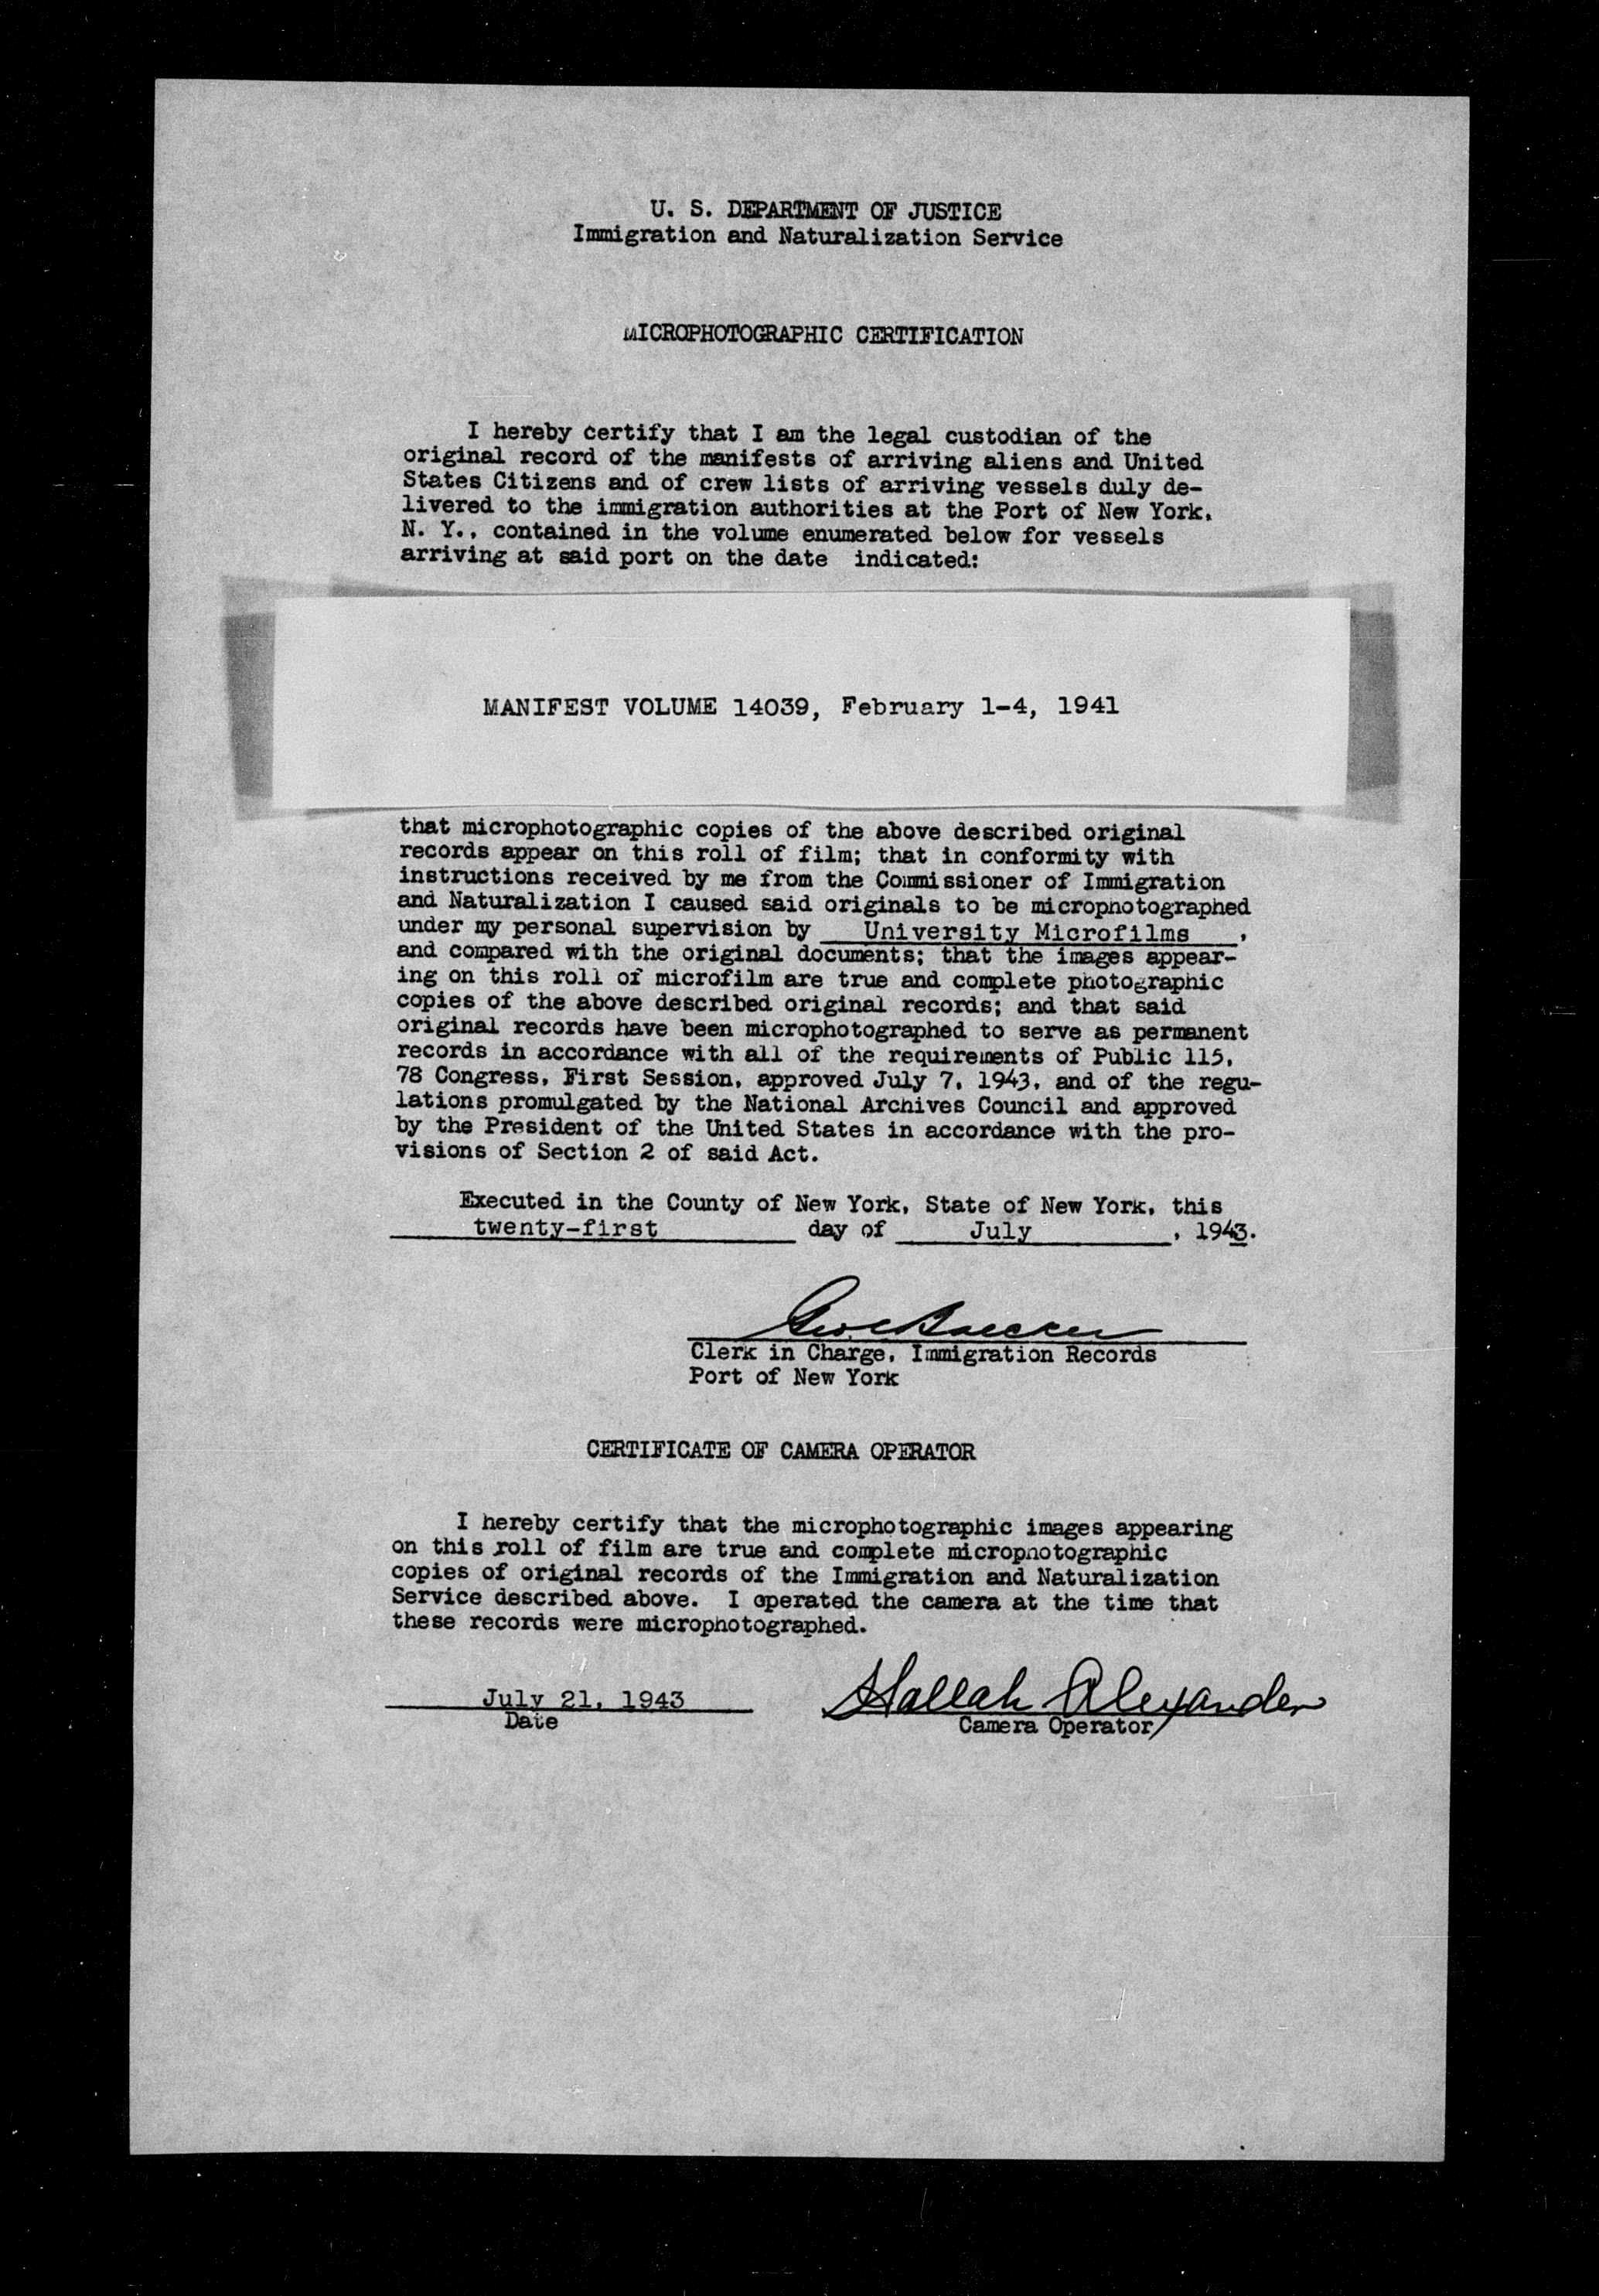 U. S. DEPARTMENT OF JUSTICE
Immigration and Naturalization Service
MICROPHOTOGRAPHIC CERTIFICATION
I hereby certify that I am the legal custodian of the
original record of the manifests of arriving aliens and United
States Citizens and of crew lists of arriving vessels duly de-
livered to the immigration authorities at the Port of New York,
N. Y., contained in the volume enumerated below for vessels
arriving at said port on the date indicated:
MANIFEST VOLUME 14039, February 1-4, 1941
that microphotographic copies of the above described original
records appear on this roll of film; that in conformity with
instructions received by me from the Commissioner of Immigration
and Naturalization I caused said originals to be microphotographed
under my personal supervision by University Microfilms,
and compared with the original documents; that the images appear-
ing on this roll of microfilm are true and complete photographic
copies of the above described original records; and that said
original records have been microphotographed to serve as permanent
records in accordance with all of the requirements of Public 115,
78 Congress, First Session, approved July 7, 1943, and of the regu-
lations promulgated by the National Archives Council and approved
by the President of the United States in accordance with the pro-
visions of Section 2 of said Act.
Executed in the County of New York, State of New York, this
twenty-first day of July, 1943.
Clerk in Charge, Immigration Records
Port of New York
CERTIFICATE OF CAMERA OPERATOR
I hereby certify that the microphotographic images appearing
on this roll of film are true and complete microphotographic
copies of original records of the Immigration and Naturalization
Service described above. I operated the camera at the time that
these records were microphotographed.
July 21, 1943 Hallah Alexander
Date Camera Operator